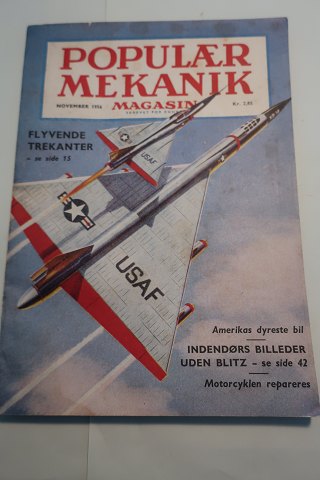 POPULÆR
MEKANIK
NOVEMBER 1956
MAGASIN
Kr. 2,85
FLYVENDE
TREKANTER
– se side 15
USAF
USAF
Amerikas dyreste bil
INDENDØRS BILLEDER
UDEN BLITZ – se side 42
Motorcyklen repareres